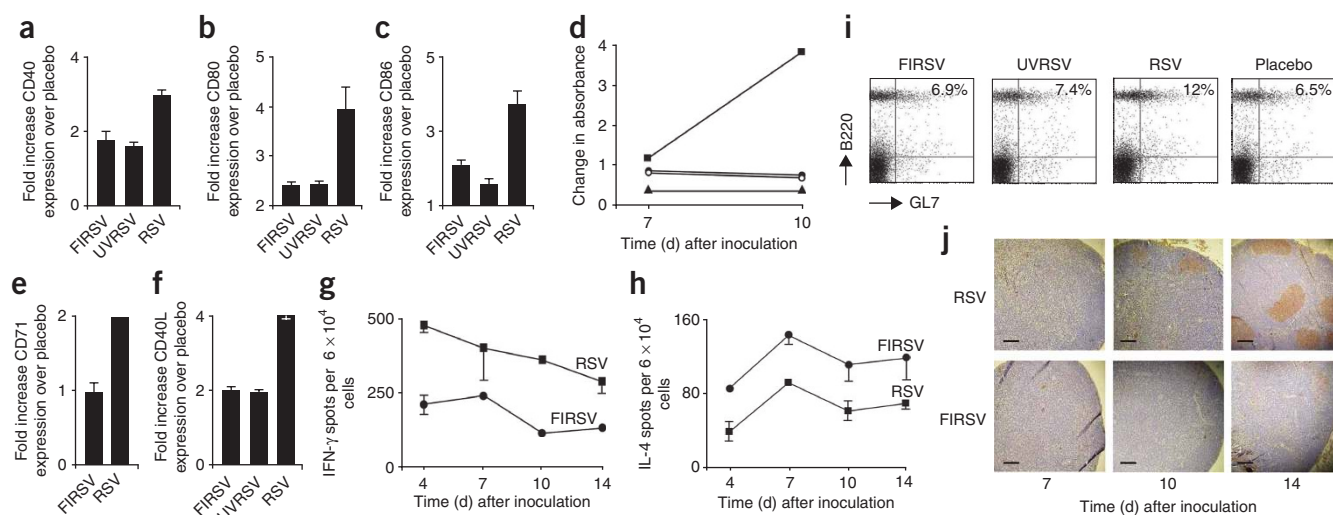 a
Fold increase CD40
expression over placebo
4
2
0
FIRSV
UVRSV
RSV
b
Fold increase CD80
expression over placebo
5
4
3
2
FIRSV
UVRSV
RSV
c
Fold increase CD86
expression over placebo
5
3
1
FIRSV
UVRSV
RSV
d
Change in absorbance
4
3
2
1
0
7
10
Time (d) after inoculation
i
FIRSV
UVRSV
RSV
Placebo
6.9%
7.4%
12%
6.5%
B220
GL7
e
Fold increase CD71
expression over placebo
2
1
0
FIRSV
RSV
f
Fold increase CD40L
expression over placebo
4
2
0
FIRSV
UVRSV
RSV
g
IFN-γ spots per 6 × 10⁴
cells
500
250
0
RSV
FIRSV
4
7
10
14
Time (d) after inoculation
h
IL-4 spots per 6 × 10⁴
cells
160
80
0
FIRSV
RSV
4
7
10
14
Time (d) after inoculation
j
RSV
FIRSV
7
10
14
Time (d) after inoculation